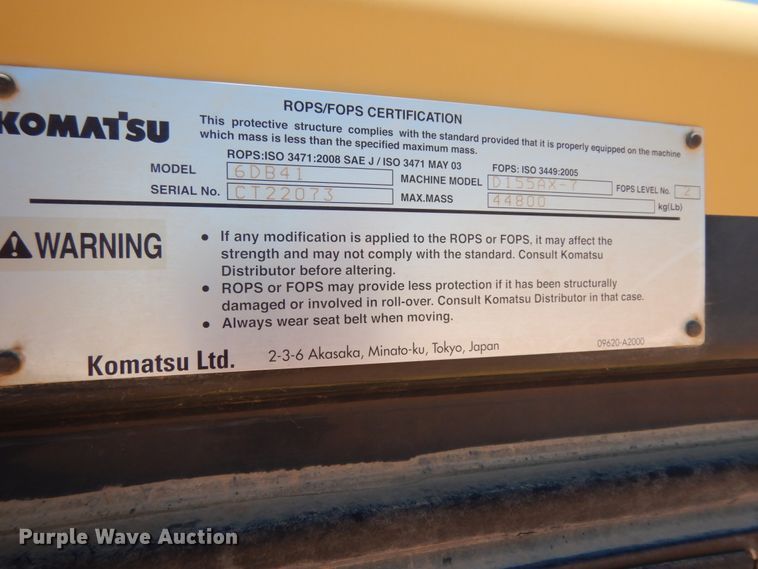 KOMATSU
ROPS/FOPS CERTIFICATION
This protective structure complies with the standard provided that it is properly equipped on the machine
which mass is less than the specified maximum mass.
ROPS:ISO 3471:2008 SAE J / ISO 3471 MAY 03 FOPS: ISO 3449:2005
MODEL 6DB41 MACHINE MODEL D155AX-7 FOPS LEVEL No. 2
SERIAL No. CT22073 MAX.MASS 44800 kg(Lb)
WARNING
• If any modification is applied to the ROPS or FOPS, it may affect the
strength and may not comply with the standard. Consult Komatsu
Distributor before altering.
• ROPS or FOPS may provide less protection if it has been structurally
damaged or involved in roll-over. Consult Komatsu Distributor in that case.
• Always wear seat belt when moving.
Komatsu Ltd. 2-3-6 Akasaka, Minato-ku, Tokyo, Japan 09620-A2000
Purple Wave Auction